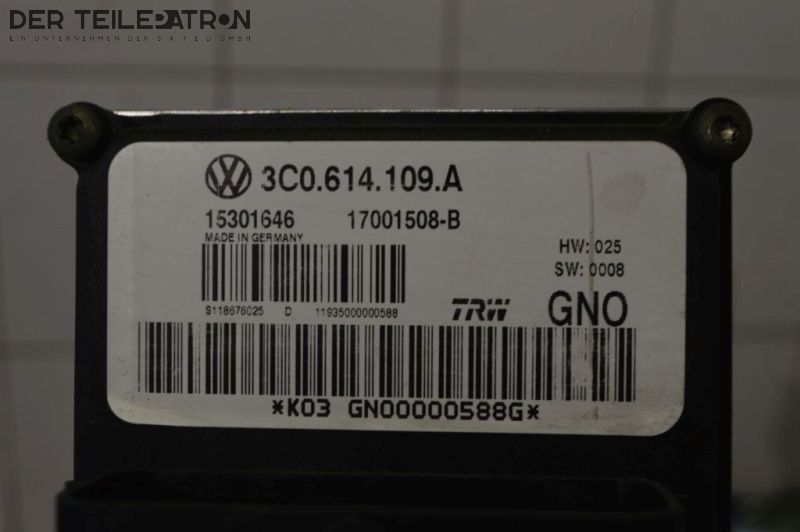 DER TEILEPATRON
EIN UNTERNEHMEN DER S A Y E D GMBH
3C0.614.109.A
15301646 17001508-B
MADE IN GERMANY
HW: 025
SW: 0008
S118676025 D 11935000000588
TRW GNO
*K03 GNO0000588G*